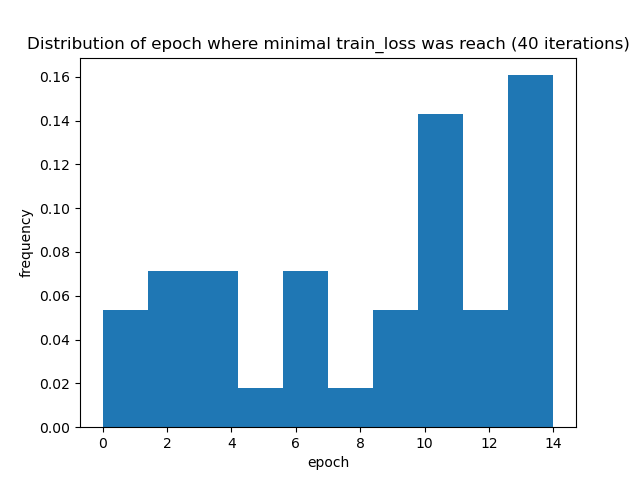 Distribution of epoch where minimal train_loss was reach (40 iterations)
0.16
0.14
0.12
0.10
0.08
0.06
0.04
0.02
0.00
frequency
0 2 4 6 8 10 12 14
epoch